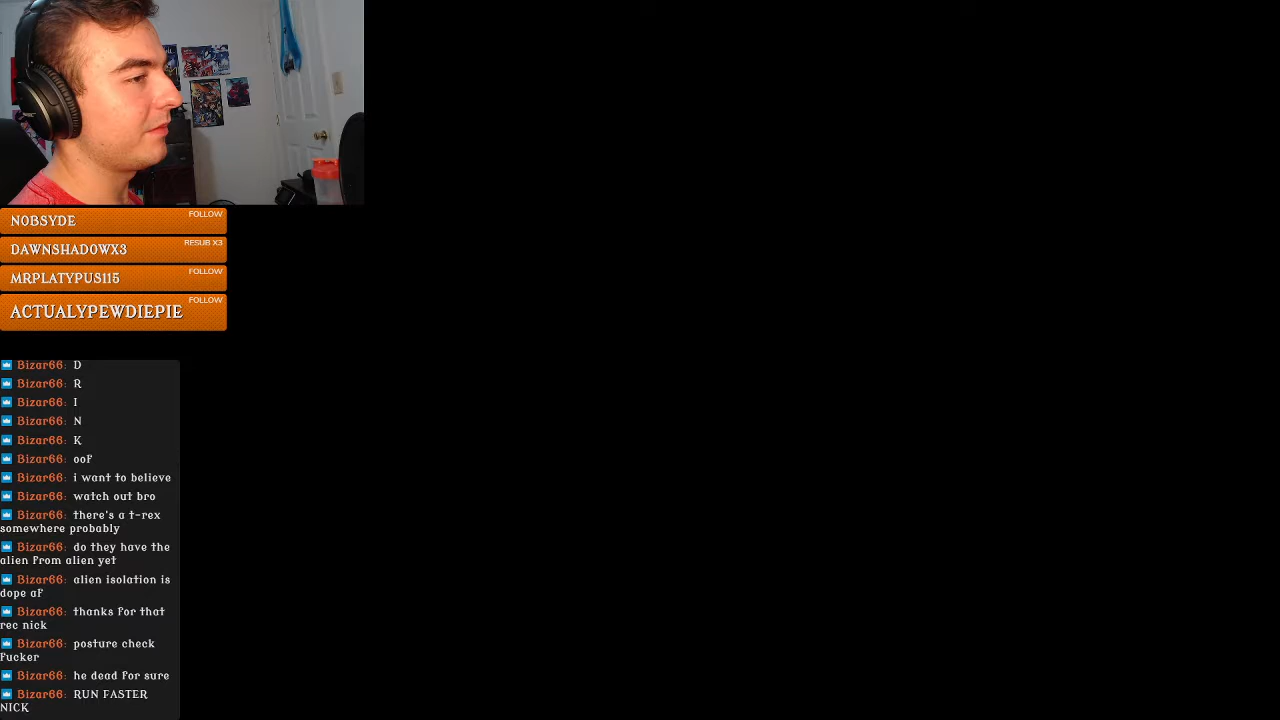 NOBSYDE FOLLOW
DAWNSHADOWX3 RESUB X3
MRPLATYPUS115 FOLLOW
ACTUALYPEWDIEPIE FOLLOW
Bizar66: D
Bizar66: R
Bizar66: I
Bizar66: N
Bizar66: K
Bizar66: oof
Bizar66: i want to believe
Bizar66: watch out bro
Bizar66: there's a t-rex
somewhere probably
Bizar66: do they have the
alien from alien yet
Bizar66: alien isolation is
dope af
Bizar66: thanks for that
rec nick
Bizar66: posture check
fucker
Bizar66: he dead for sure
Bizar66: RUN FASTER
NICK